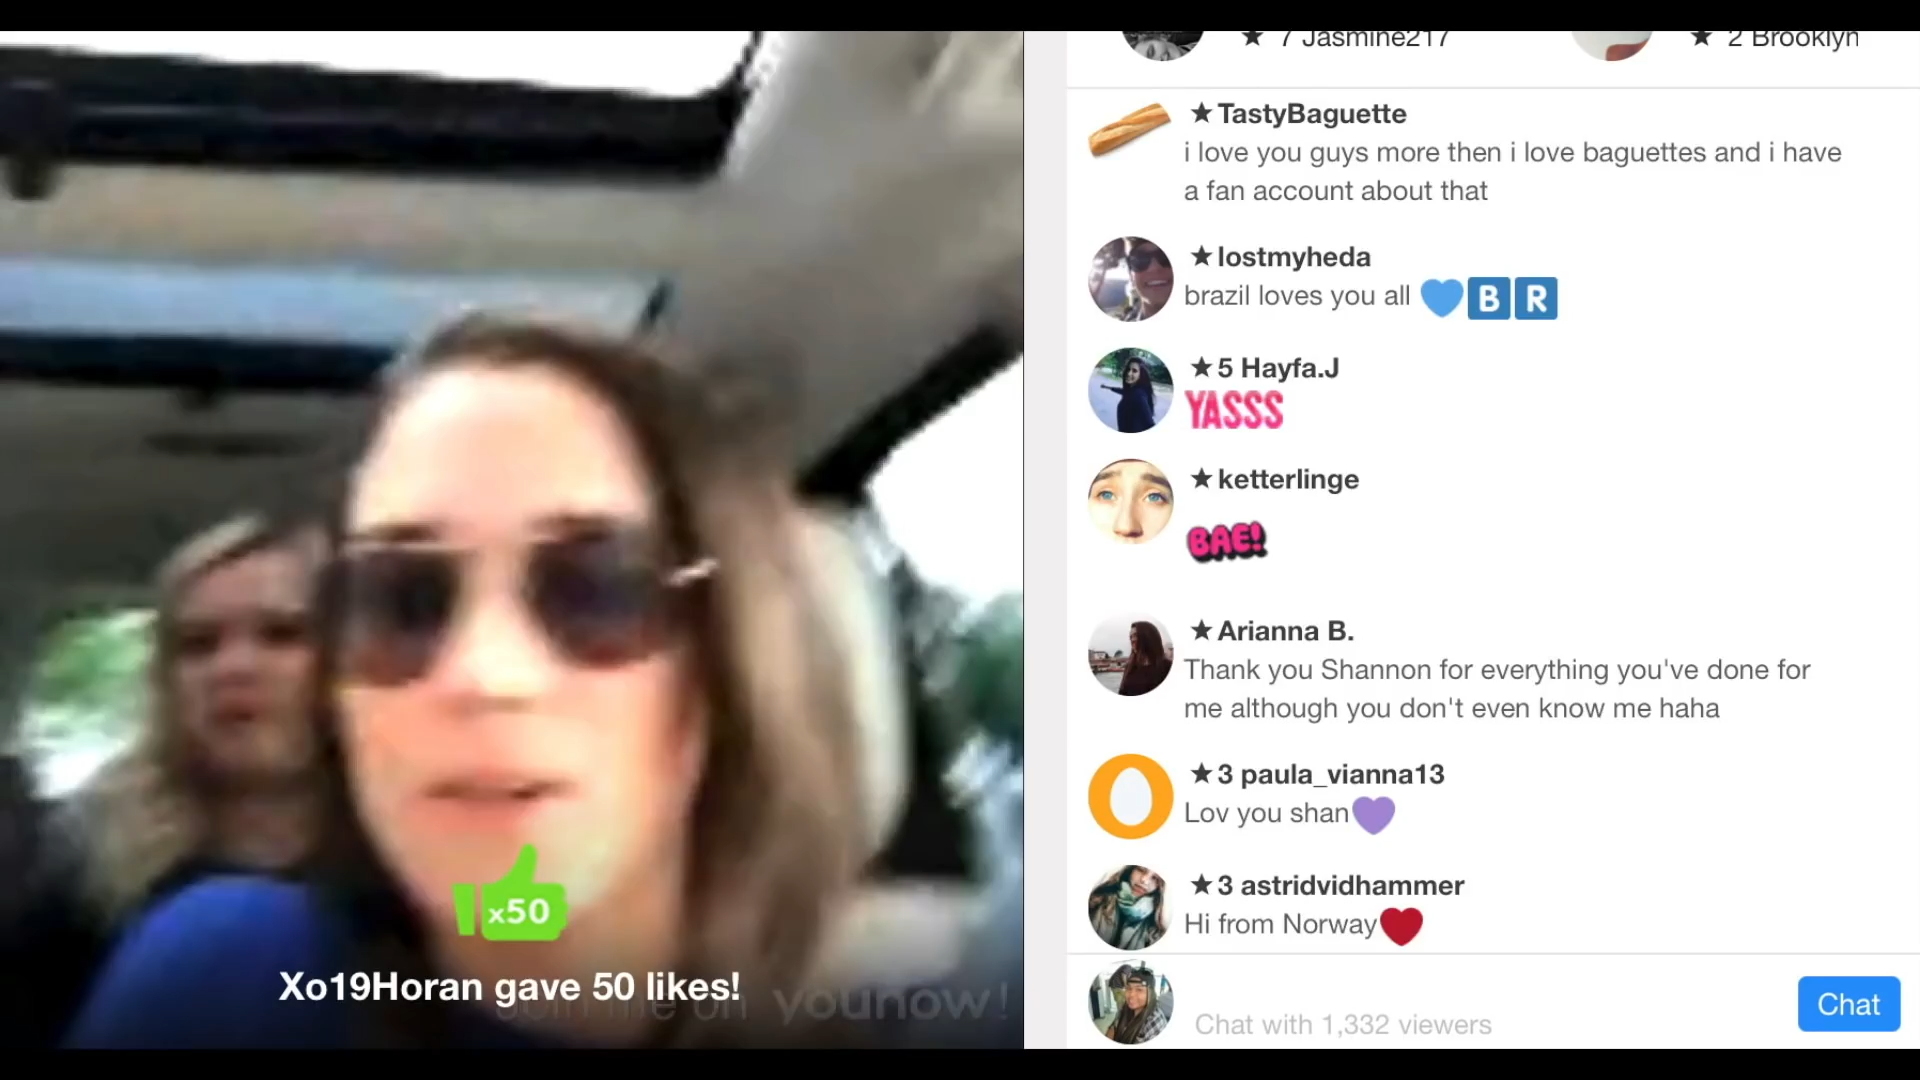 ★ 7 Jasmine217
★ 2 Brooklyn
★ TastyBaguette
i love you guys more then i love baguettes and i have
a fan account about that
★ lostmyheda
brazil loves you all 💙 B R
★ 5 Hayfa.J
YASSS
★ ketterlinge
BAE!
★ Arianna B.
Thank you Shannon for everything you've done for
me although you don't even know me haha
★ 3 paula_vianna13
Lov you shan 💜
★ 3 astridvidhammer
Hi from Norway ❤
x50
Xo19Horan gave 50 likes!
Join me on younow!
Chat with 1,332 viewers
Chat